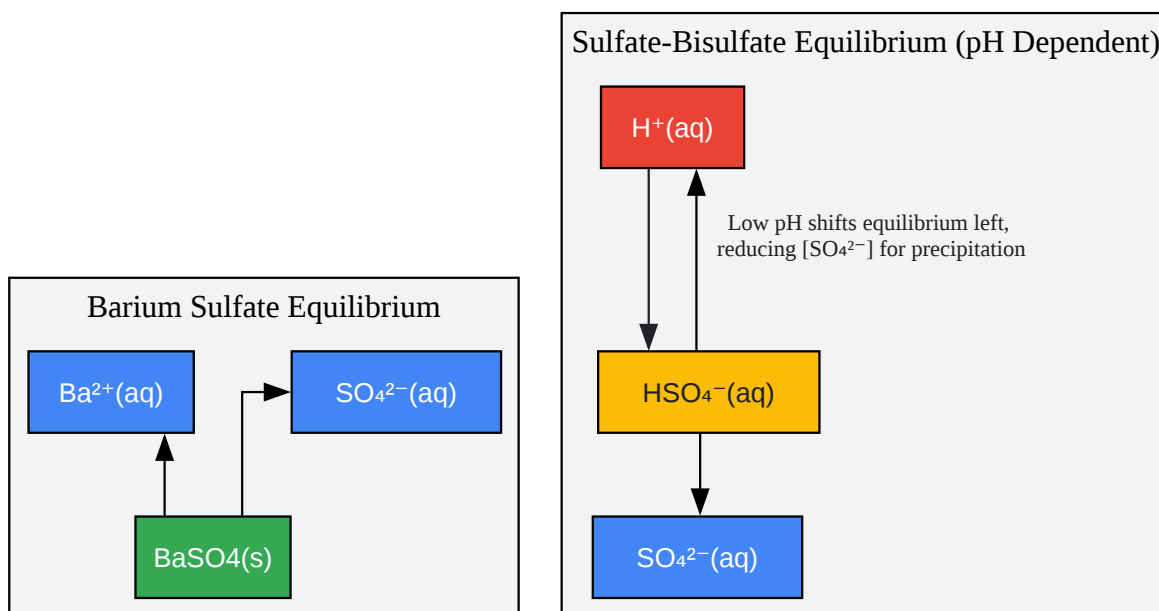 Barium Sulfate Equilibrium
Ba²⁺(aq)
SO₄²⁻(aq)
BaSO4(s)
Sulfate-Bisulfate Equilibrium (pH Dependent)
H⁺(aq)
Low pH shifts equilibrium left,
reducing [SO₄²⁻] for precipitation
HSO₄⁻(aq)
SO₄²⁻(aq)